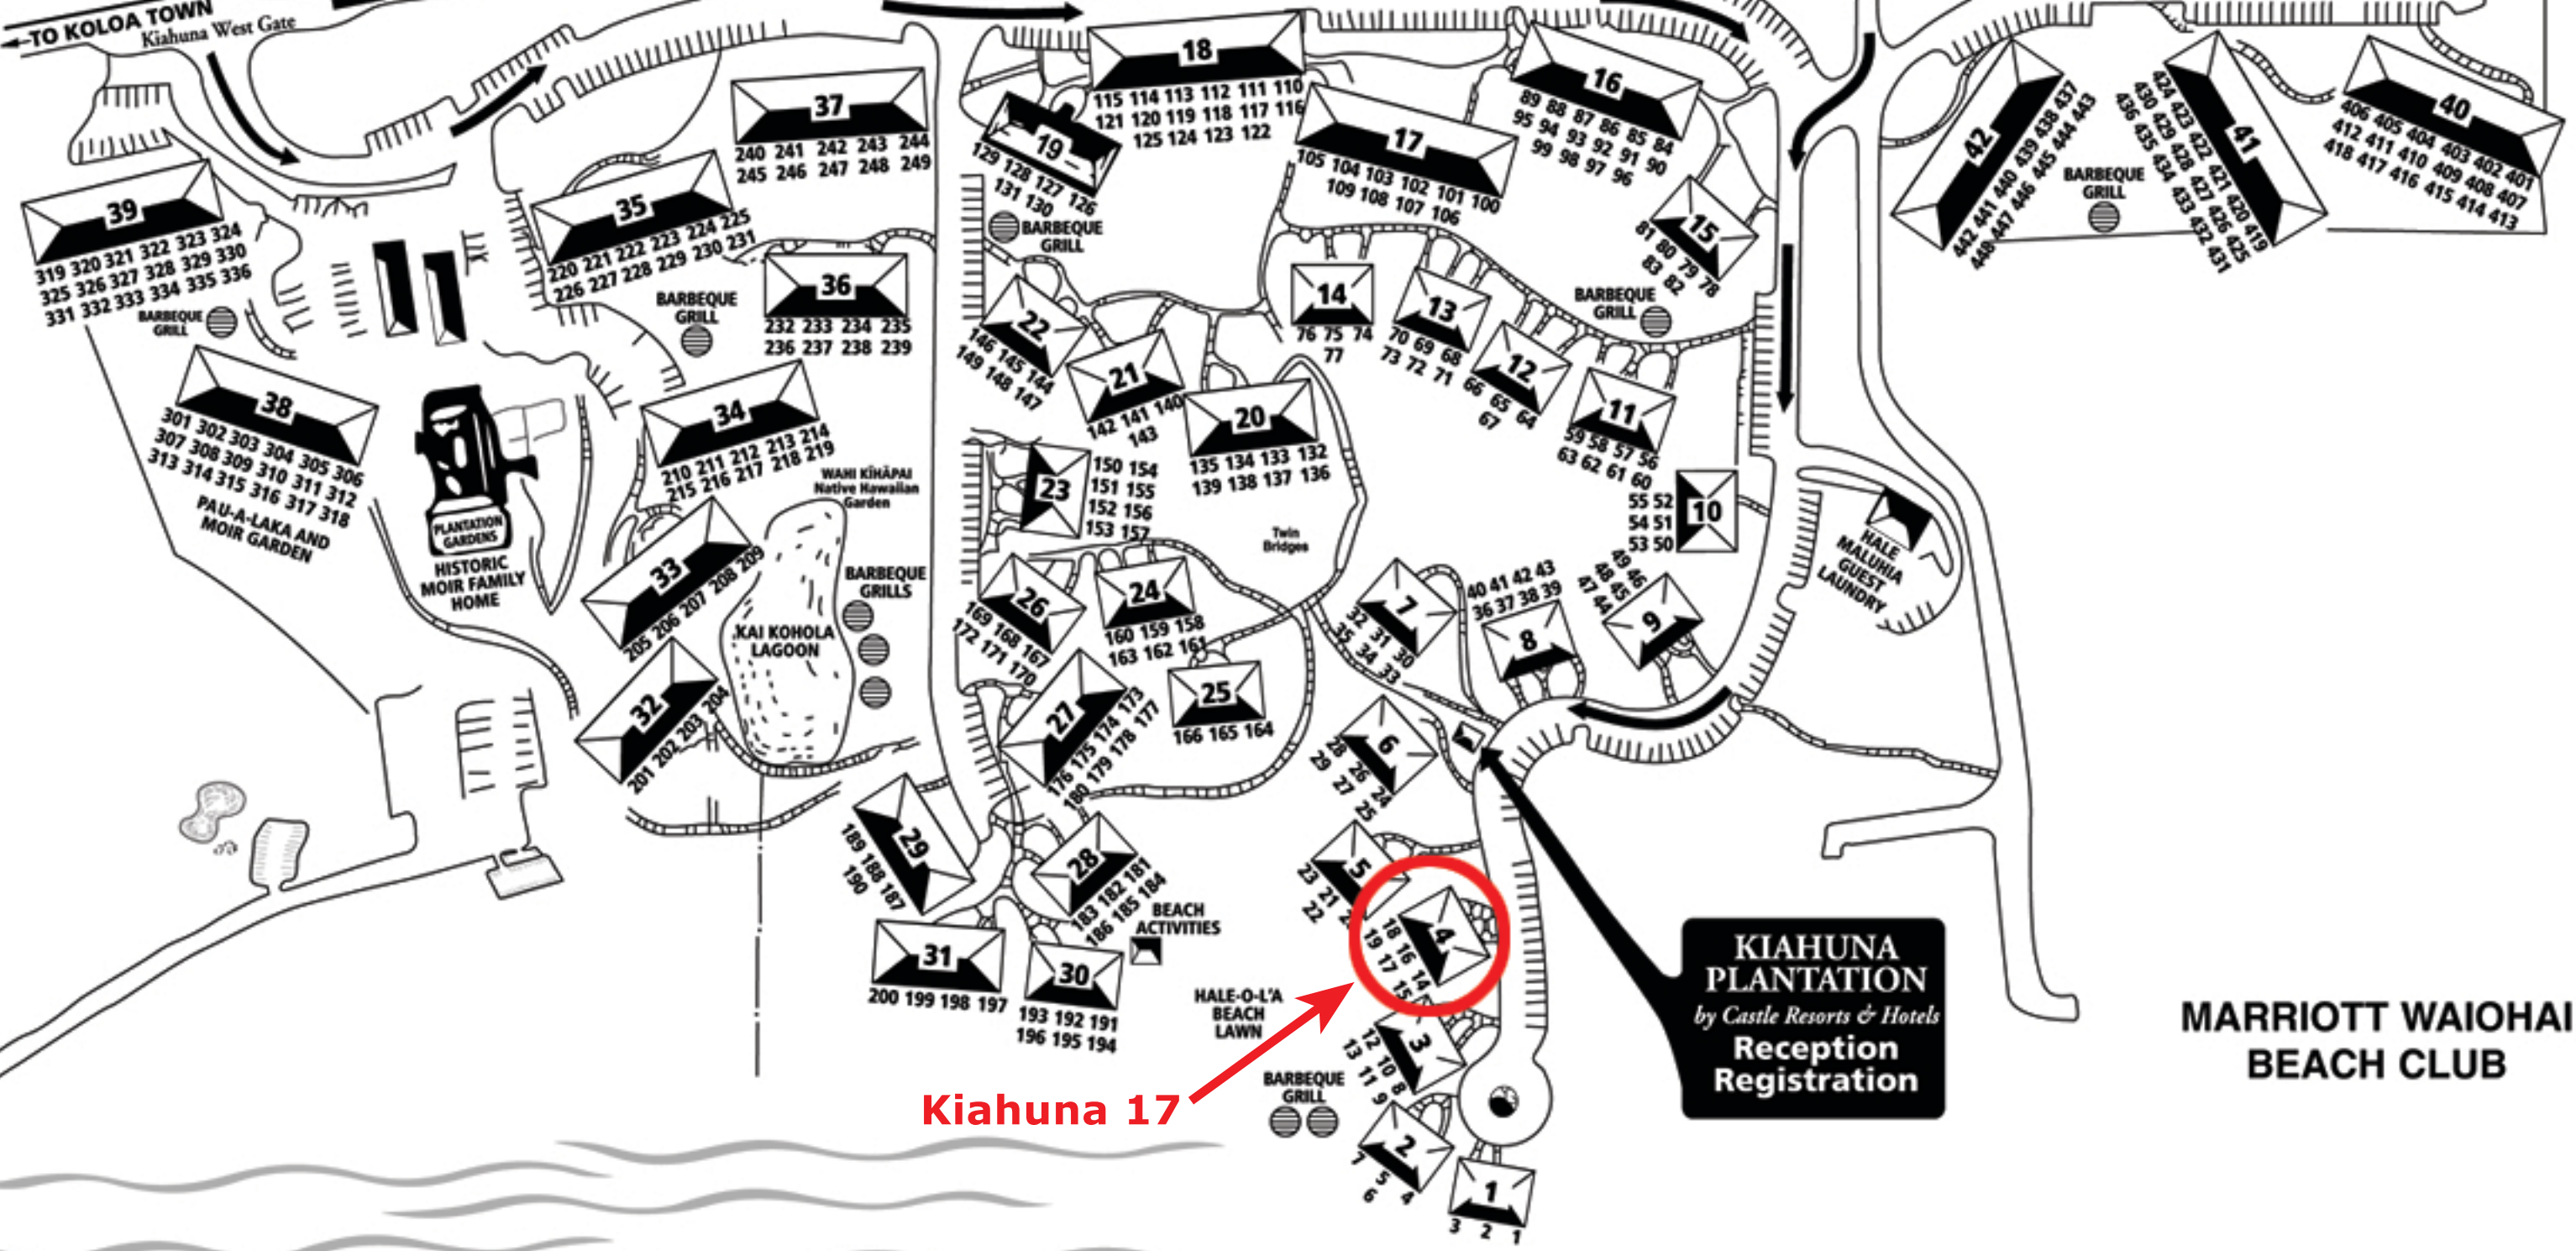 TO KOLOA TOWN
Kiahuna West Gate
39
319 320 321 322 323 324
325 326 327 328 329 330
331 332 333 334 335 336
BARBEQUE
GRILL
38
301 302 303 304 305 306
307 308 309 310 311 312
313 314 315 316 317 318
PAU-A-LAKA AND
MOIR GARDEN
PLANTATION
GARDENS
HISTORIC
MOIR FAMILY
HOME
37
240 241 242 243 244
245 246 247 248 249
35
220 221 222 223 224 225
226 227 228 229 230 231
36
232 233 234 235
236 237 238 239
BARBEQUE
GRILL
34
210 211 212 213 214
215 216 217 218 219
WAHI KĪHĀPAI
Native Hawaiian
Garden
33
205 206 207 208 209
32
201 202 203 204
KAI KOHOLA
LAGOON
BARBEQUE
GRILLS
18
115 114 113 112 111 110
121 120 119 118 117 116
125 124 123 122
19
129 128 127 126
131 130
BARBEQUE
GRILL
17
105 104 103 102 101 100
109 108 107 106
16
89 88 87 86 85 84
95 94 93 92 91 90
99 98 97 96
15
81 80 79 78
83 82
BARBEQUE
GRILL
22
146 145 144
149 148 147
21
142 141 140
143
20
135 134 133 132
139 138 137 136
14
76 75 74
77
13
70 69 68
73 72 71
12
66 65 64
67
11
59 58 57 56
63 62 61 60
10
55 52
54 51
53 50
23
150 154
151 155
152 156
153 157
Twin
Bridges
26
169 168 167
172 171 170
24
160 159 158
163 162 161
25
166 165 164
27
176 175 174 173
180 179 178 177
7
32 31 30
35 34 33
8
40 41 42 43
36 37 38 39
9
49 46
48 45
47 44
6
28 26 24
29 27 25
5
23 21
22
4
18 16 14
19 17 15
3
12 10 8
13 11 9
2
7 5 4
6
1
3 2 1
29
189 188 187
190
28
183 182 181
186 185 184
31
200 199 198 197
30
193 192 191
196 195 194
BEACH
ACTIVITIES
HALE-O-L'A
BEACH
LAWN
BARBEQUE
GRILL
Kiahuna 17
42
442 441 440 439 438 437
448 447 446 445 444 443
BARBEQUE
GRILL
41
424 423 422 421 420 419
430 429 428 427 426 425
436 435 434 433 432 431
40
406 405 404 403 402 401
412 411 410 409 408 407
418 417 416 415 414 413
HALE
MALUHIA
GUEST
LAUNDRY
KIAHUNA
PLANTATION
by Castle Resorts & Hotels
Reception
Registration
MARRIOTT WAIOHAI
BEACH CLUB